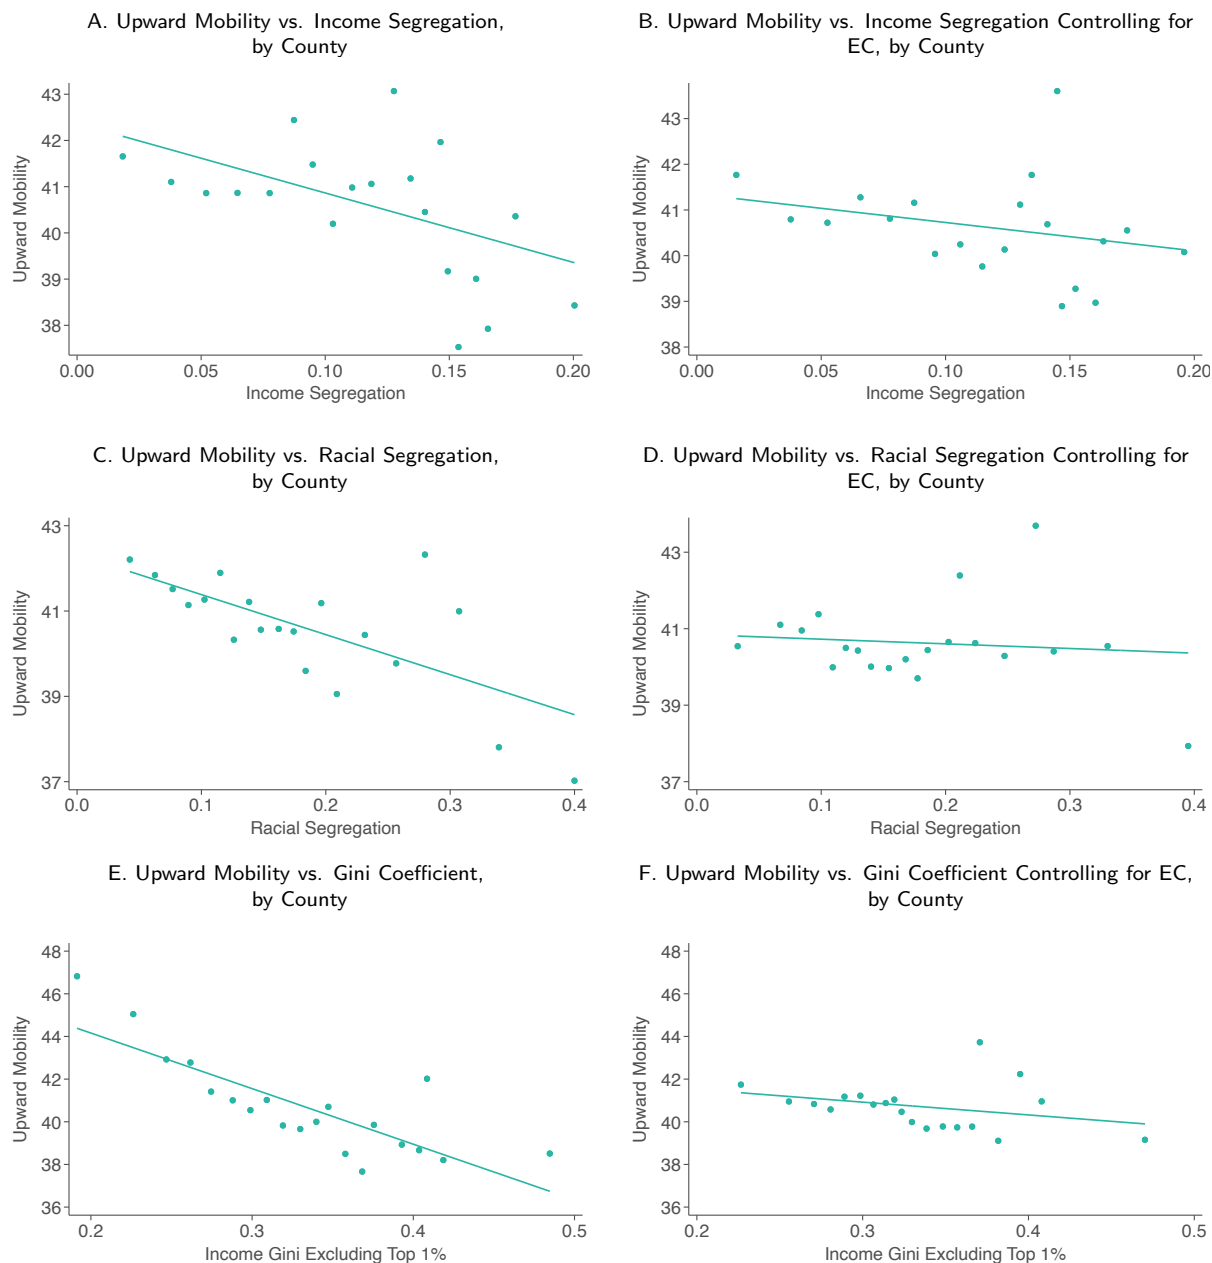 A. Upward Mobility vs. Income Segregation,
by County
43
42
41
40
39
38
Upward Mobility
0.00 0.05 0.10 0.15 0.20
Income Segregation
B. Upward Mobility vs. Income Segregation Controlling for
EC, by County
43
42
41
40
39
38
Upward Mobility
0.00 0.05 0.10 0.15 0.20
Income Segregation
C. Upward Mobility vs. Racial Segregation,
by County
43
41
39
37
Upward Mobility
0.0 0.1 0.2 0.3 0.4
Racial Segregation
D. Upward Mobility vs. Racial Segregation Controlling for
EC, by County
43
41
39
37
Upward Mobility
0.0 0.1 0.2 0.3 0.4
Racial Segregation
E. Upward Mobility vs. Gini Coefficient,
by County
48
46
44
42
40
38
36
Upward Mobility
0.2 0.3 0.4 0.5
Income Gini Excluding Top 1%
F. Upward Mobility vs. Gini Coefficient Controlling for EC,
by County
48
46
44
42
40
38
36
Upward Mobility
0.2 0.3 0.4 0.5
Income Gini Excluding Top 1%